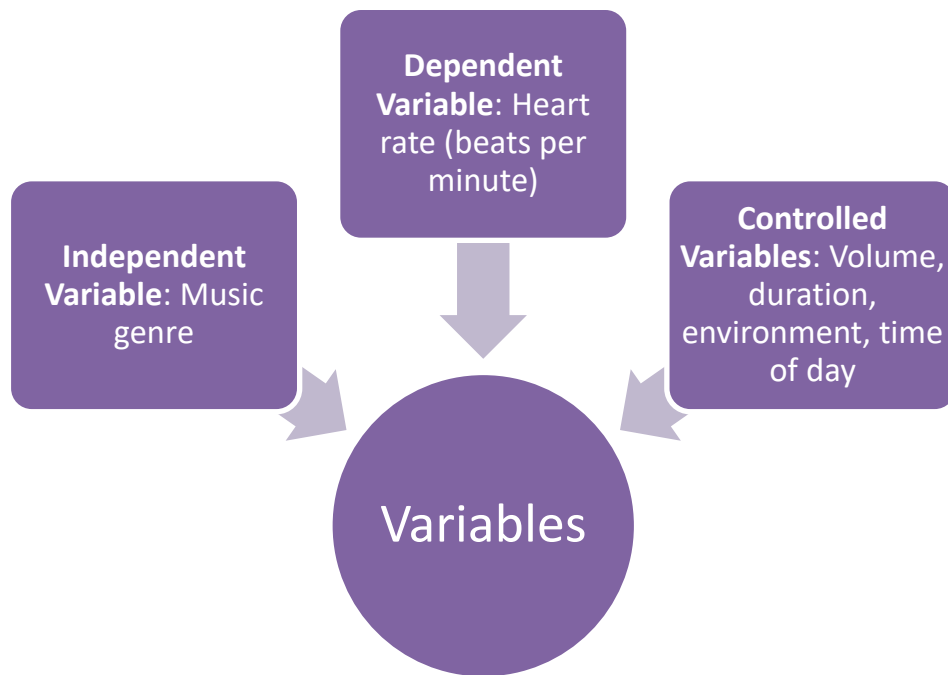 Dependent
Variable: Heart
rate (beats per
minute)
Independent
Variable: Music
genre
Controlled
Variables: Volume,
duration,
environment, time
of day
Variables